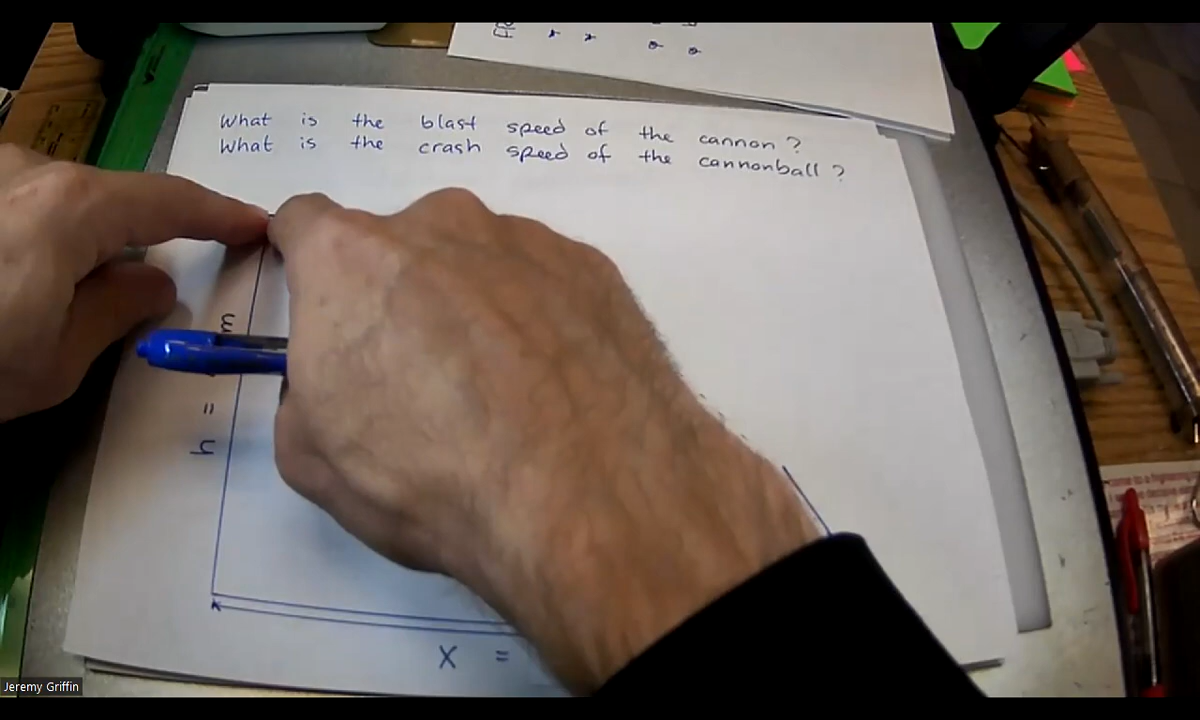 What is the blast speed of the cannon?
What is the crash speed of the cannonball?
h = m
x =
Jeremy Griffin